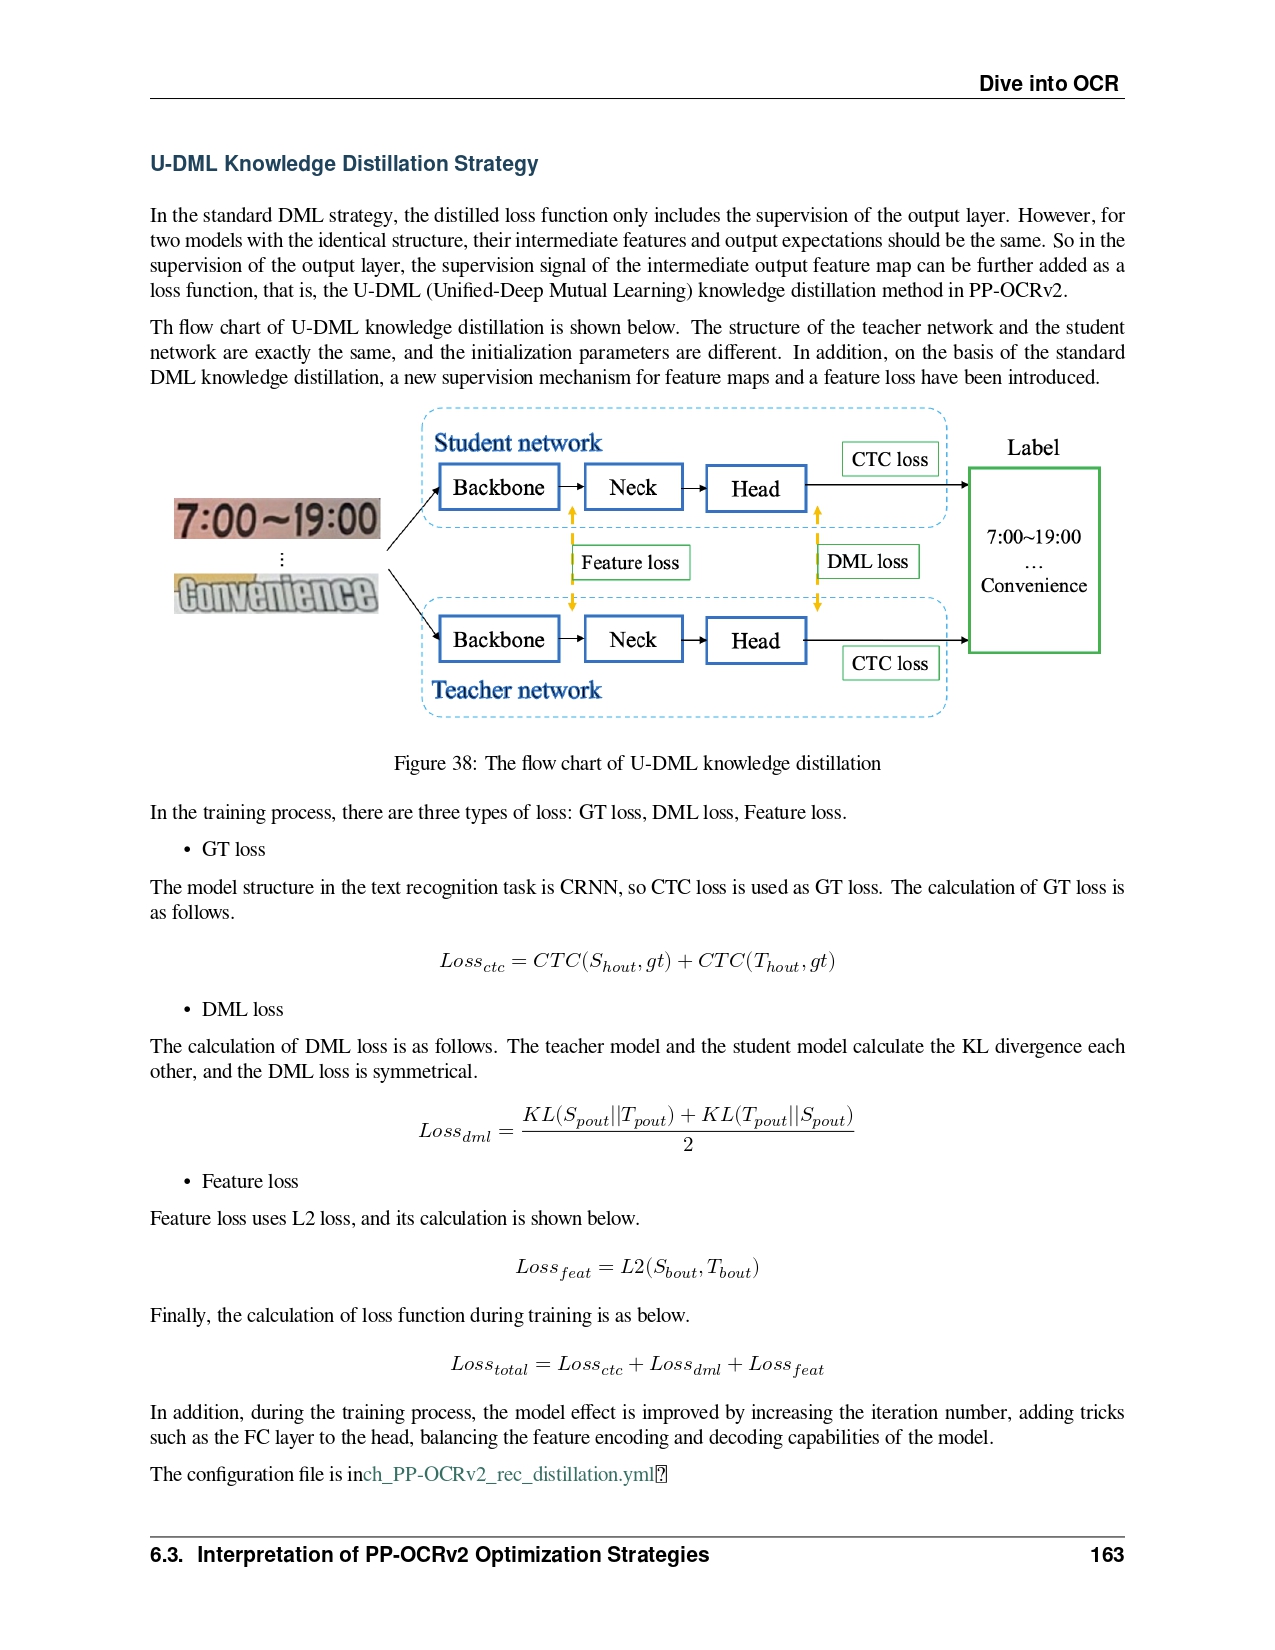 Dive into OCR
U-DML Knowledge Distillation Strategy
In the standard DML strategy, the distilled loss function only includes the supervision of the output layer. However, for
two models with the identical structure, their intermediate features and output expectations should be the same. So in the
supervision of the output layer, the supervision signal of the intermediate output feature map can be further added as a
loss function, that is, the U-DML (Unified-Deep Mutual Learning) knowledge distillation method in PP-OCRv2.
Th flow chart of U-DML knowledge distillation is shown below. The structure of the teacher network and the student
network are exactly the same, and the initialization parameters are different. In addition, on the basis of the standard
DML knowledge distillation, a new supervision mechanism for feature maps and a feature loss have been introduced.
Student network
CTC loss
Label
Backbone
Neck
Head
7:00~19:00
⋮
Convenience
Feature loss
DML loss
7:00~19:00
…
Convenience
Backbone
Neck
Head
CTC loss
Teacher network
Figure 38: The flow chart of U-DML knowledge distillation
In the training process, there are three types of loss: GT loss, DML loss, Feature loss.
• GT loss
The model structure in the text recognition task is CRNN, so CTC loss is used as GT loss. The calculation of GT loss is
as follows.
Loss_{ctc} = CTC(S_{hout}, gt) + CTC(T_{hout}, gt)
• DML loss
The calculation of DML loss is as follows. The teacher model and the student model calculate the KL divergence each
other, and the DML loss is symmetrical.
Loss_{dml} = \frac{KL(S_{pout}||T_{pout}) + KL(T_{pout}||S_{pout})}{2}
• Feature loss
Feature loss uses L2 loss, and its calculation is shown below.
Loss_{feat} = L2(S_{bout}, T_{bout})
Finally, the calculation of loss function during training is as below.
Loss_{total} = Loss_{ctc} + Loss_{dml} + Loss_{feat}
In addition, during the training process, the model effect is improved by increasing the iteration number, adding tricks
such as the FC layer to the head, balancing the feature encoding and decoding capabilities of the model.
The configuration file is inch_PP-OCRv2_rec_distillation.yml⍰
6.3. Interpretation of PP-OCRv2 Optimization Strategies 163